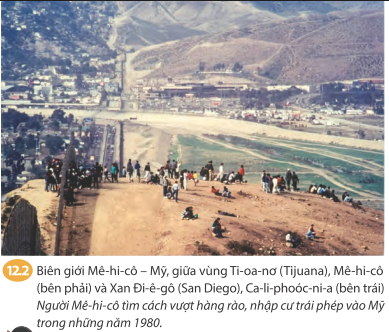 12.2 Biên giới Mê-hi-cô – Mỹ, giữa vùng Ti-oa-nơ (Tijuana), Mê-hi-cô
(bên phải) và Xan Đi-ê-gô (San Diego), Ca-li-phoóc-ni-a (bên trái)
Người Mê-hi-cô tìm cách vượt hàng rào, nhập cư trái phép vào Mỹ
trong những năm 1980.